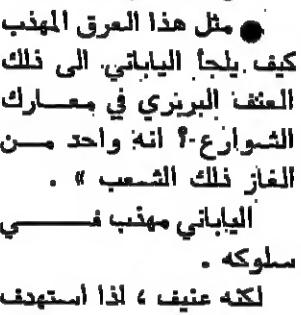 ● مثل هذا العرق المهذب
كيف يلجأ الياباني الى ذلك
العنف البربري في معارك
الشوارع ؟ انه واحد من
الغاز ذلك الشعب » .
الياباني مهذب في
سلوكه .
لكنه عنيف ، لذا استهدف